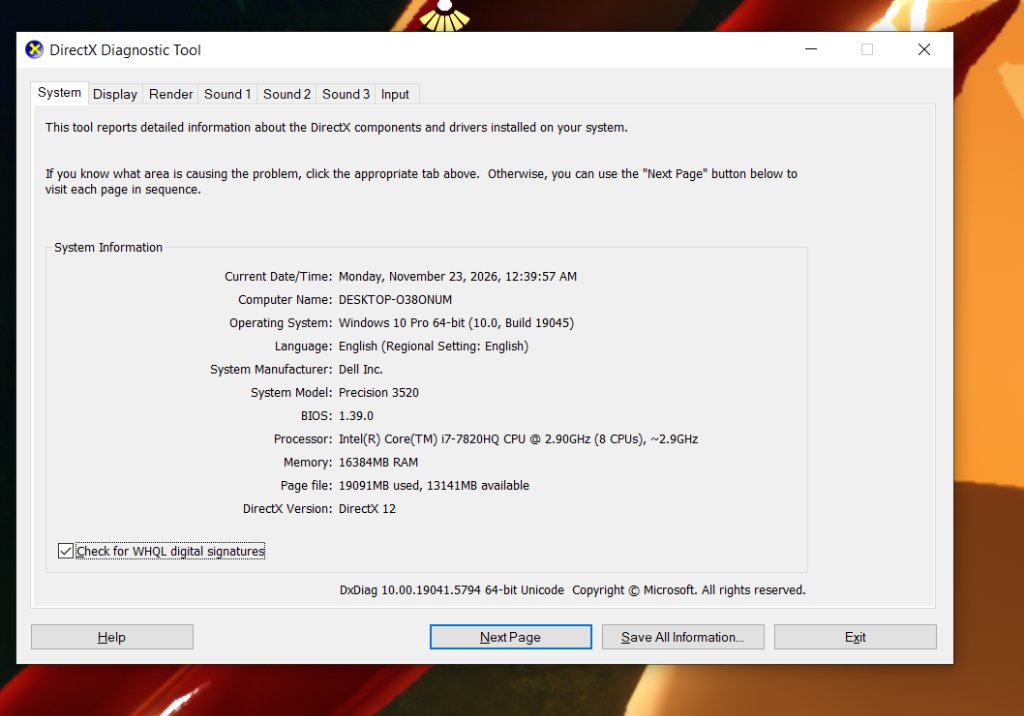 DirectX Diagnostic Tool
System Display Render Sound 1 Sound 2 Sound 3 Input
This tool reports detailed information about the DirectX components and drivers installed on your system.
If you know what area is causing the problem, click the appropriate tab above.  Otherwise, you can use the "Next Page" button below to
visit each page in sequence.
System Information
Current Date/Time: Monday, November 23, 2026, 12:39:57 AM
Computer Name: DESKTOP-O38ONUM
Operating System: Windows 10 Pro 64-bit (10.0, Build 19045)
Language: English (Regional Setting: English)
System Manufacturer: Dell Inc.
System Model: Precision 3520
BIOS: 1.39.0
Processor: Intel(R) Core(TM) i7-7820HQ CPU @ 2.90GHz (8 CPUs), ~2.9GHz
Memory: 16384MB RAM
Page file: 19091MB used, 13141MB available
DirectX Version: DirectX 12
Check for WHQL digital signatures
DxDiag 10.00.19041.5794 64-bit Unicode  Copyright © Microsoft. All rights reserved.
Help Next Page Save All Information... Exit